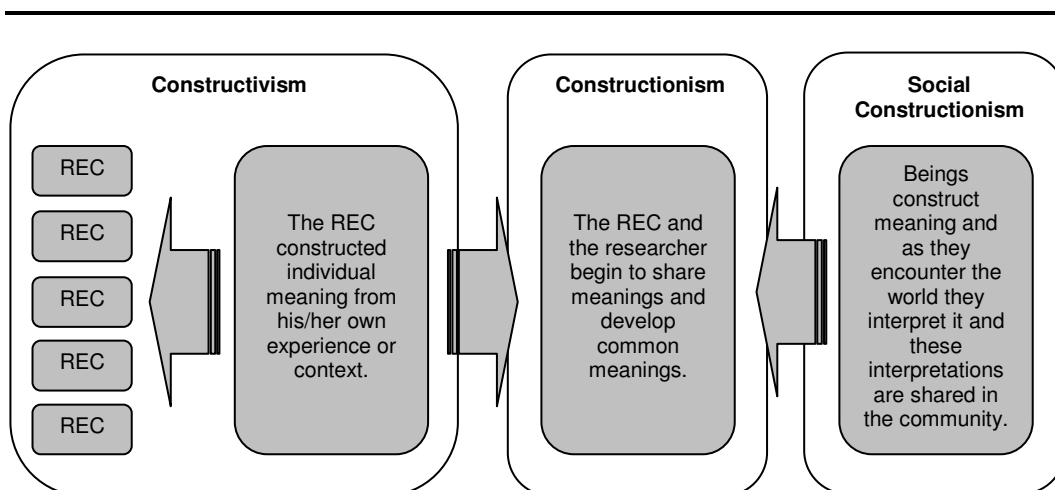 Constructivism
REC
REC
REC
REC
REC
The REC
constructed
individual
meaning from
his/her own
experience or
context.
Constructionism
The REC and
the researcher
begin to share
meanings and
develop
common
meanings.
Social
Constructionism
Beings
construct
meaning and
as they
encounter the
world they
interpret it and
these
interpretations
are shared in
the community.